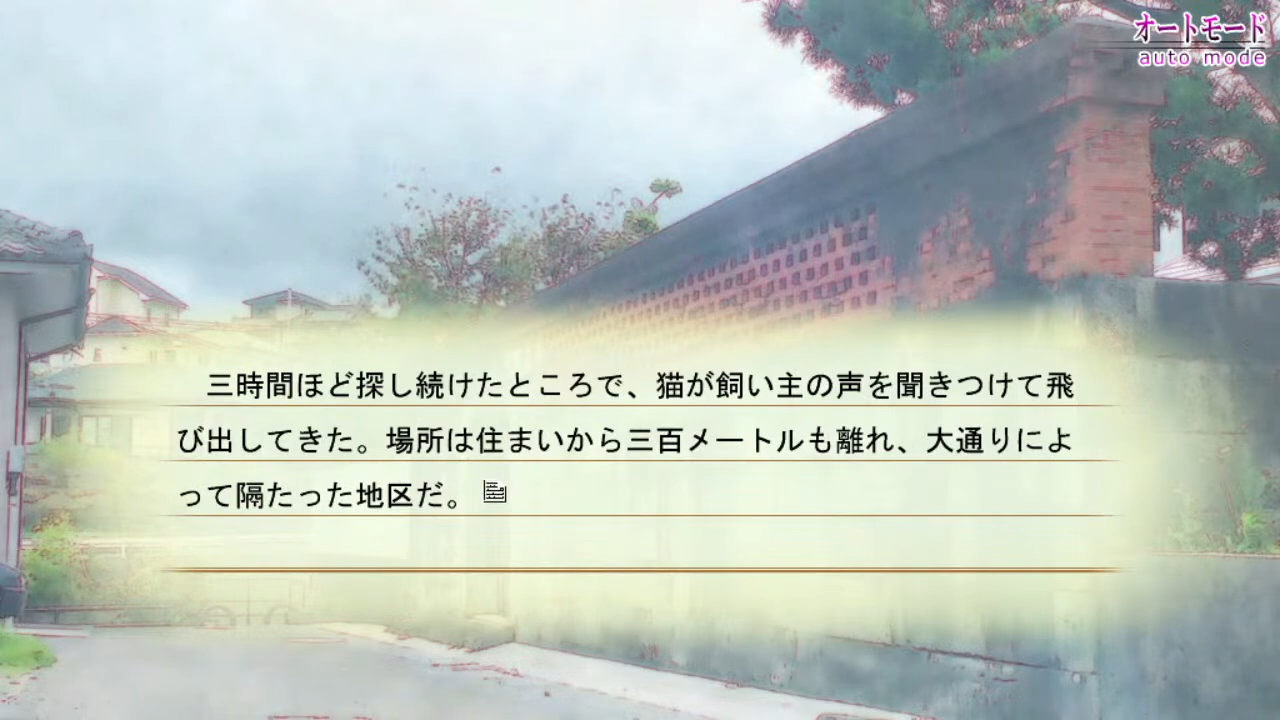 オートモード
auto mode
三時間ほど探し続けたところで、猫が飼い主の声を聞きつけて飛
び出してきた。場所は住まいから三百メートルも離れ、大通りによ
って隔たった地区だ。